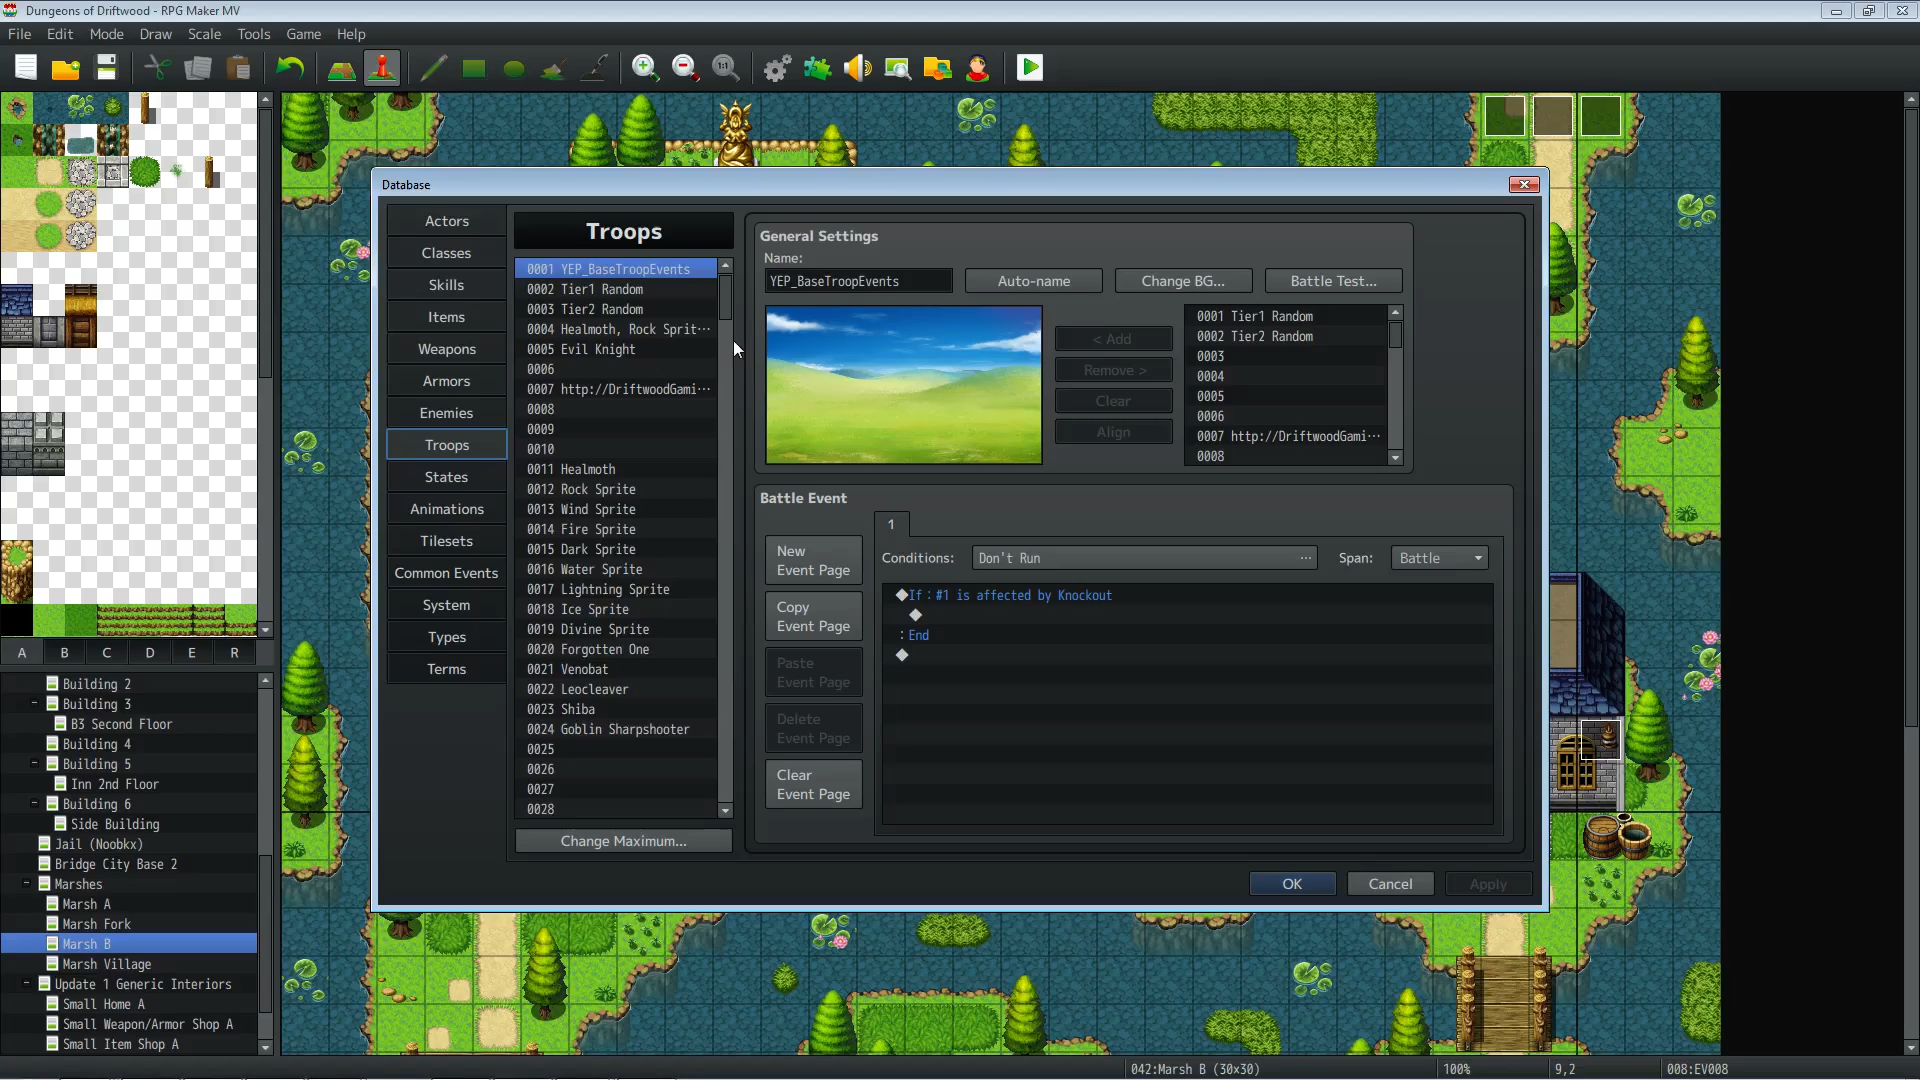 Dungeons of Driftwood - RPG Maker MV
File Edit Mode Draw Scale Tools Game Help
1:1
A B C D E R
Building 2
Building 3
B3 Second Floor
Building 4
Building 5
Inn 2nd Floor
Building 6
Side Building
Jail (Noobkx)
Bridge City Base 2
Marshes
Marsh A
Marsh Fork
Marsh B
Marsh Village
Update 1 Generic Interiors
Small Home A
Small Weapon/Armor Shop A
Small Item Shop A
Database
Actors
Classes
Skills
Items
Weapons
Armors
Enemies
Troops
States
Animations
Tilesets
Common Events
System
Types
Terms
Troops
0001 YEP_BaseTroopEvents
0002 Tier1 Random
0003 Tier2 Random
0004 Healmoth, Rock Sprit…
0005 Evil Knight
0006
0007 http://DriftwoodGami…
0008
0009
0010
0011 Healmoth
0012 Rock Sprite
0013 Wind Sprite
0014 Fire Sprite
0015 Dark Sprite
0016 Water Sprite
0017 Lightning Sprite
0018 Ice Sprite
0019 Divine Sprite
0020 Forgotten One
0021 Venobat
0022 Leocleaver
0023 Shiba
0024 Goblin Sharpshooter
0025
0026
0027
0028
Change Maximum...
General Settings
Name:
YEP_BaseTroopEvents
Auto-name
Change BG...
Battle Test...
< Add
Remove >
Clear
Align
0001 Tier1 Random
0002 Tier2 Random
0003
0004
0005
0006
0007 http://DriftwoodGami…
0008
Battle Event
New
Event Page
Copy
Event Page
Paste
Event Page
Delete
Event Page
Clear
Event Page
1
Conditions: Don't Run ... Span: Battle
◆If：#1 is affected by Knockout
◆
：End
◆
OK
Cancel
Apply
042:Marsh B (30x30) 100% 9,2 008:EV008